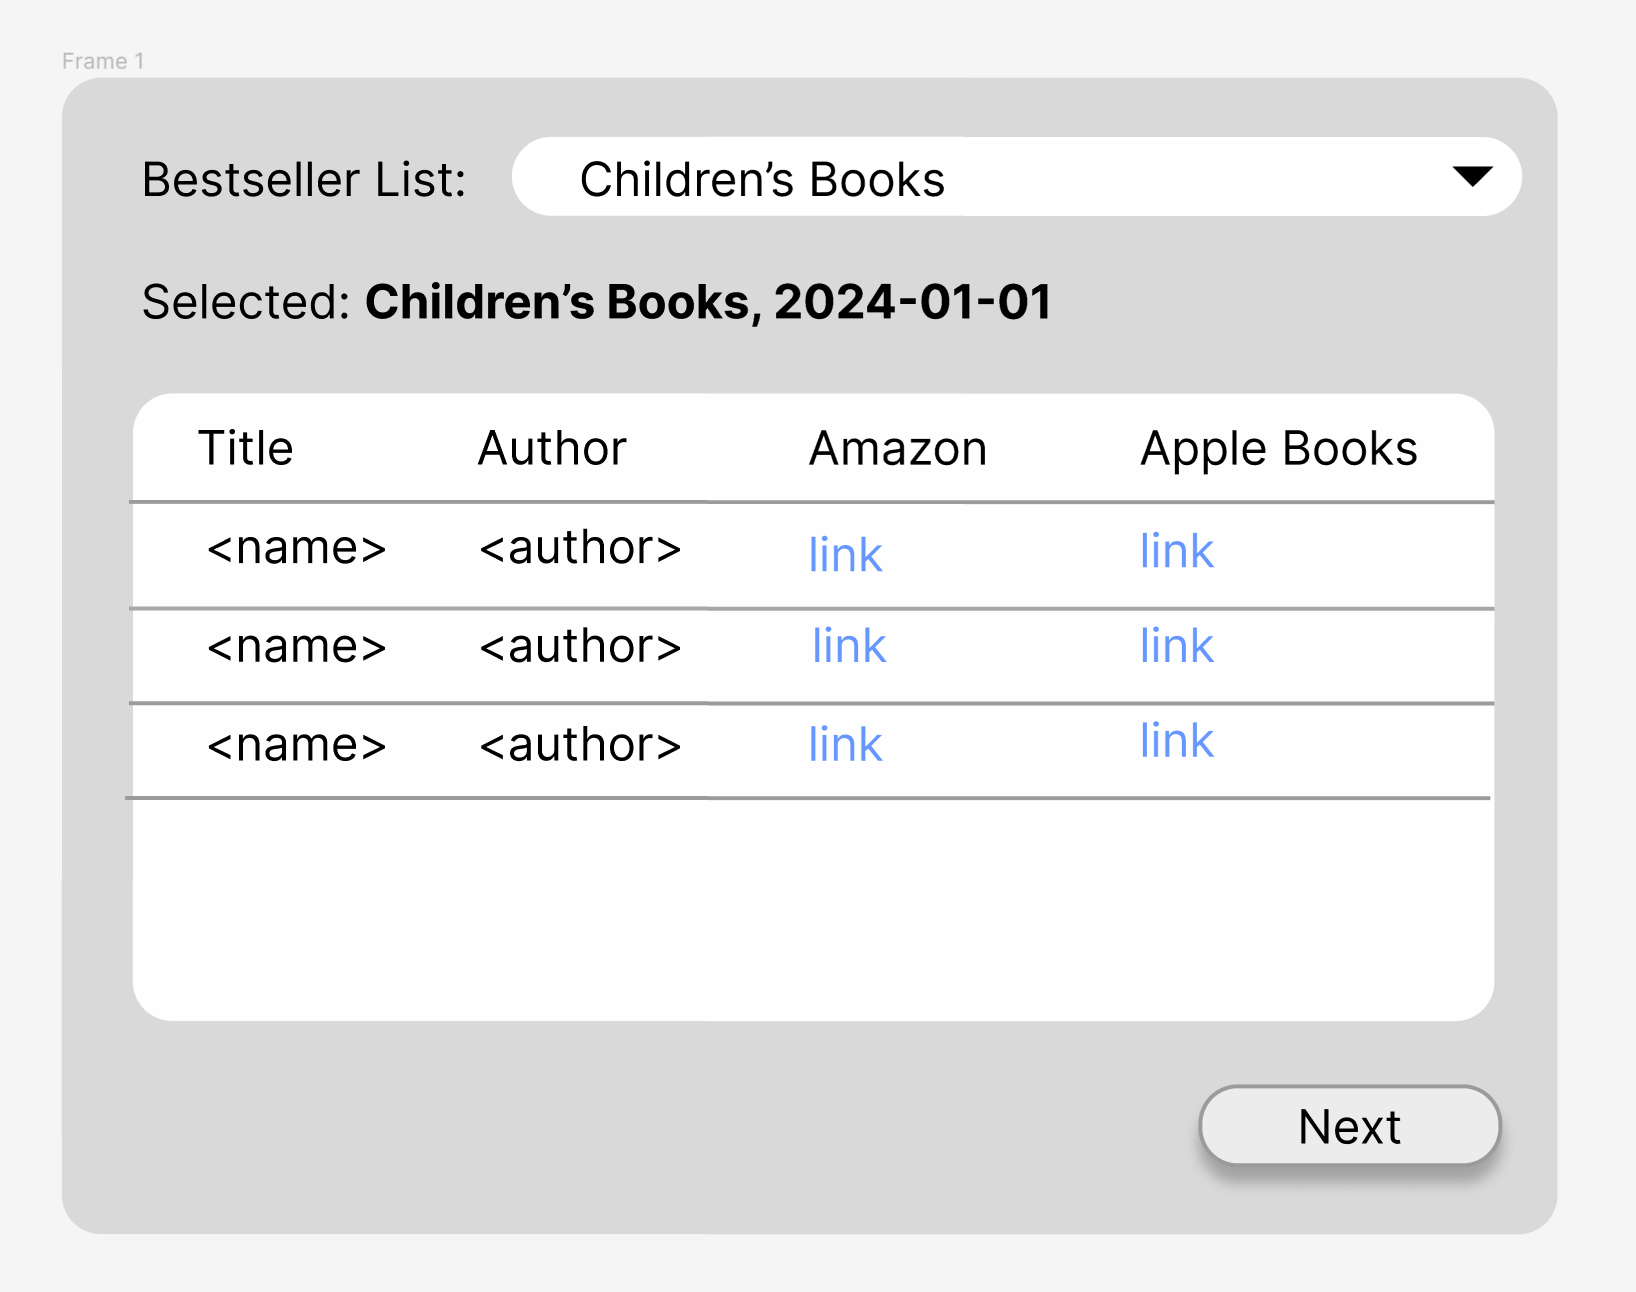 Frame 1
Bestseller List: Children’s Books
Selected: Children’s Books, 2024-01-01
Title Author Amazon Apple Books
<name> <author> link link
<name> <author> link link
<name> <author> link link
Next